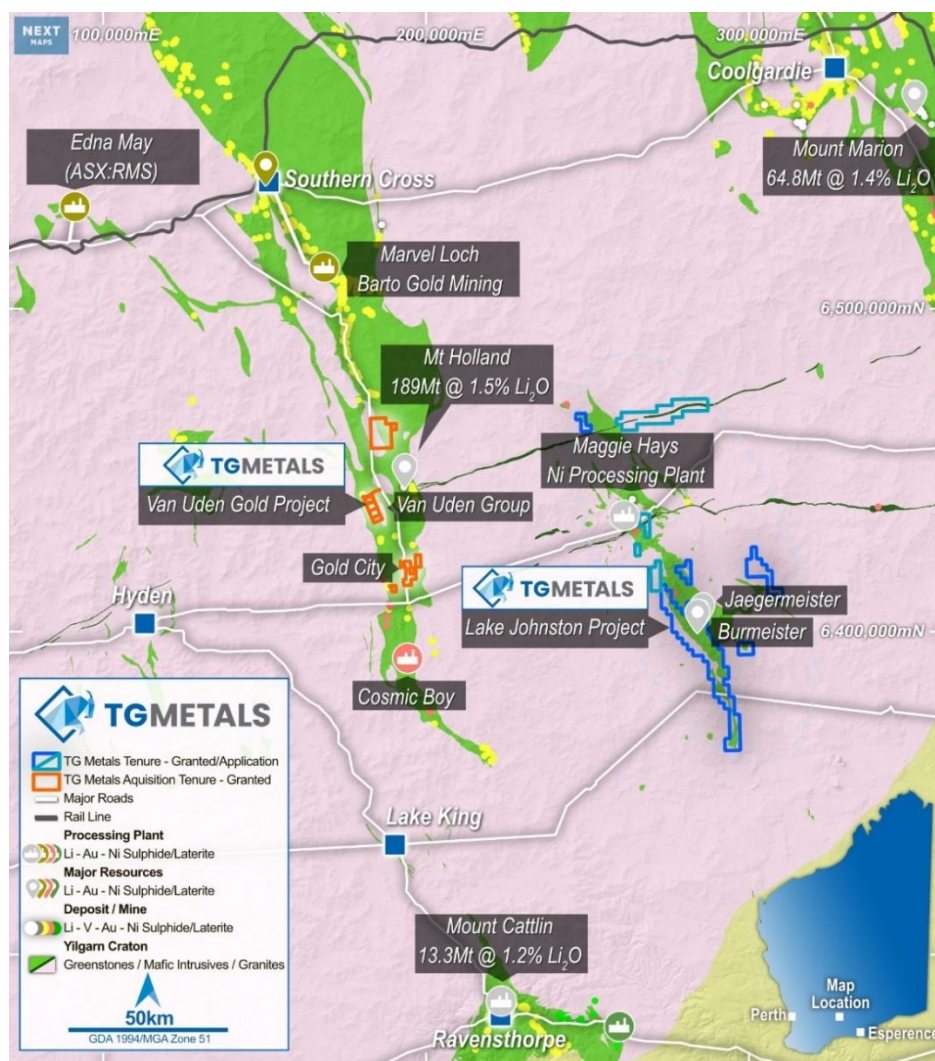 NEXT
MAPS
100,000mE
200,000mE
300,000mE
Coolgardie
Edna May
(ASX:RMS)
Southern Cross
Mount Marion
64.8Mt @ 1.4% Li₂O
Marvel Loch
Barto Gold Mining
6,500,000mN
Mt Holland
189Mt @ 1.5% Li₂O
Maggie Hays
Ni Processing Plant
TGMETALS
Van Uden Gold Project
Van Uden Group
Gold City
TGMETALS
Lake Johnston Project
Jaegermeister
Burmeister
Hyden
6,400,000mN
Cosmic Boy
TGMETALS
TG Metals Tenure - Granted/Application
TG Metals Aquisition Tenure - Granted
Major Roads
Rail Line
Processing Plant
Li - Au - Ni Sulphide/Laterite
Major Resources
Li - Au - Ni Sulphide/Laterite
Deposit / Mine
Li - V - Au - Ni Sulphide/Laterite
Yilgarn Craton
Greenstones / Mafic Intrusives / Granites
50km
GDA 1994/MGA Zone 51
Lake King
Mount Cattlin
13.3Mt @ 1.2% Li₂O
Ravensthorpe
Perth
Map
Location
Esperence